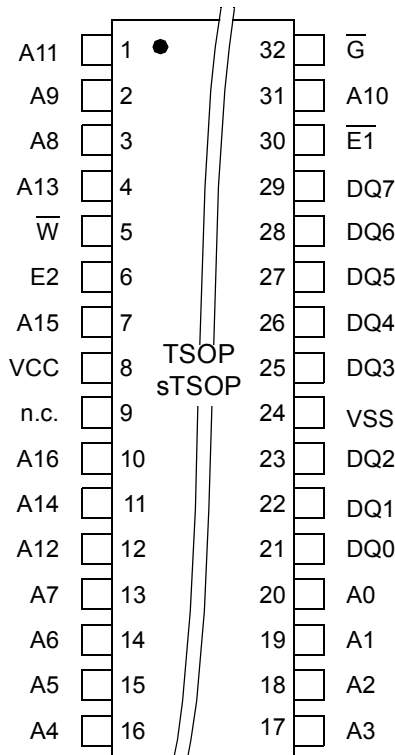 A11 1 32 G̅
A9 2 31 A10
A8 3 30 E̅1̅
A13 4 29 DQ7
W̅ 5 28 DQ6
E2 6 27 DQ5
A15 7 26 DQ4
VCC 8 TSOP 25 DQ3
sTSOP
n.c. 9 24 VSS
A16 10 23 DQ2
A14 11 22 DQ1
A12 12 21 DQ0
A7 13 20 A0
A6 14 19 A1
A5 15 18 A2
A4 16 17 A3